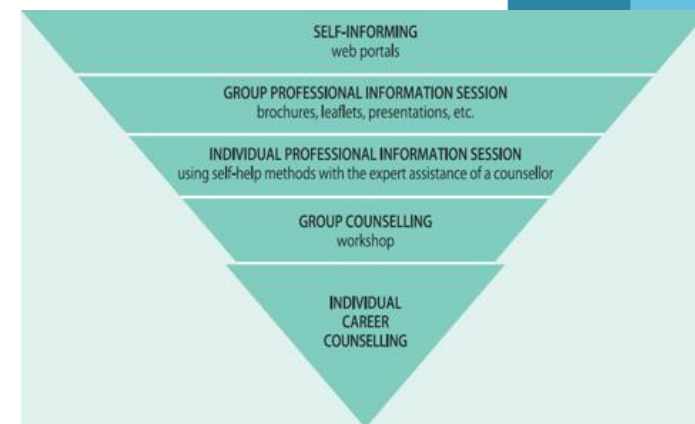 SELF-INFORMING
web portals
GROUP PROFESSIONAL INFORMATION SESSION
brochures, leaflets, presentations, etc.
INDIVIDUAL PROFESSIONAL INFORMATION SESSION
using self-help methods with the expert assistance of a counsellor
GROUP COUNSELLING
workshop
INDIVIDUAL
CAREER
COUNSELLING